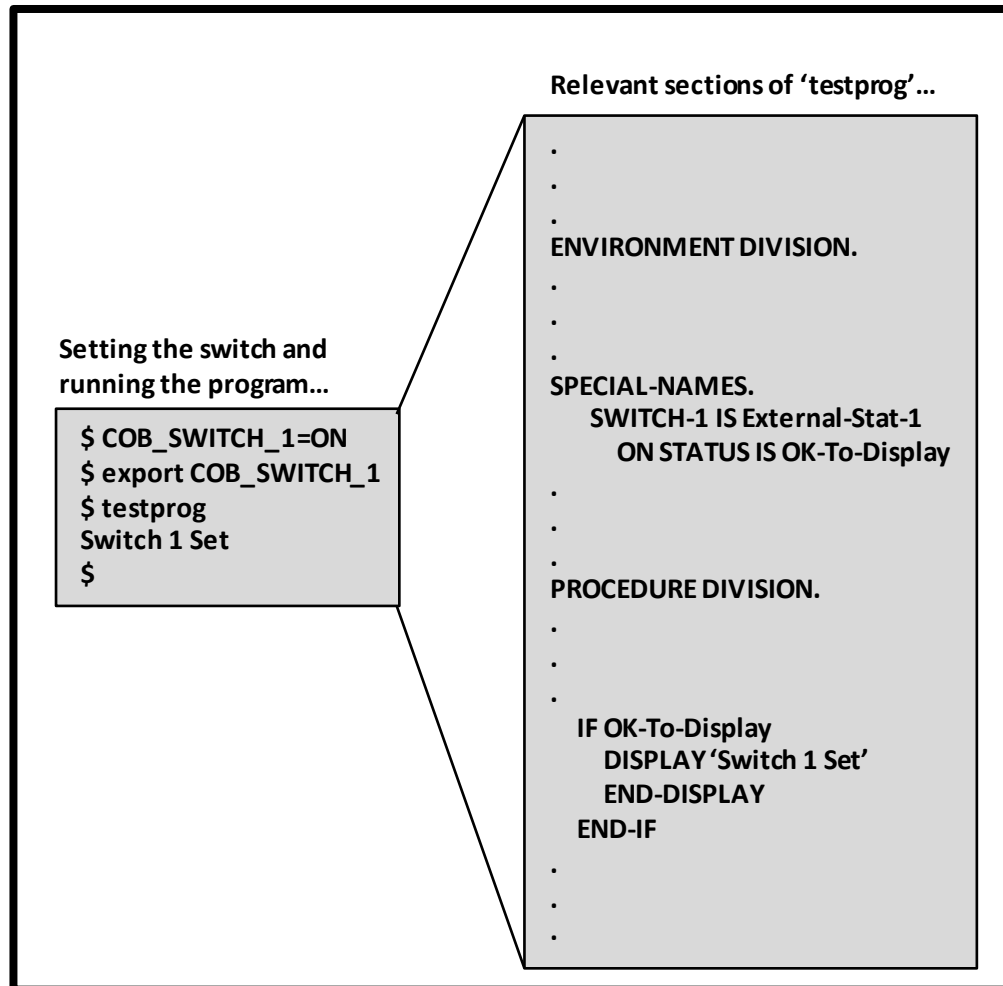 Relevant sections of ‘testprog’…
.
.
.
ENVIRONMENT DIVISION.
.
.
.
SPECIAL-NAMES.
SWITCH-1 IS External-Stat-1
ON STATUS IS OK-To-Display
.
.
.
PROCEDURE DIVISION.
.
.
.
IF OK-To-Display
DISPLAY ‘Switch 1 Set’
END-DISPLAY
END-IF
.
.
.
Setting the switch and
running the program…
$ COB_SWITCH_1=ON
$ export COB_SWITCH_1
$ testprog
Switch 1 Set
$